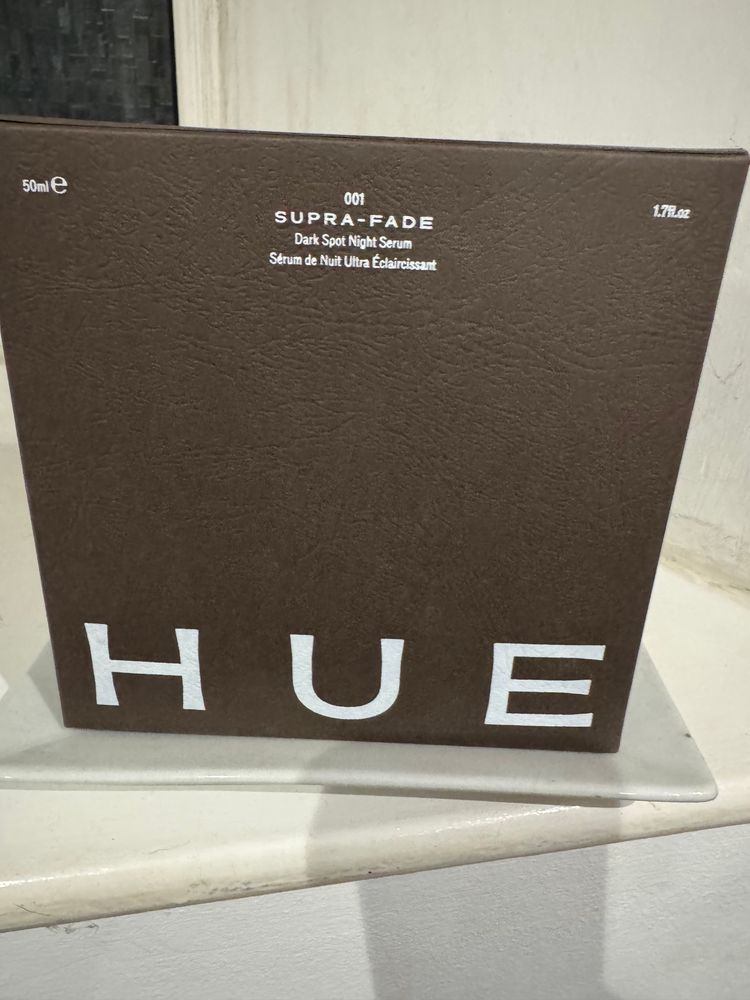 50ml ℮
001
SUPRA-FADE
Dark Spot Night Serum
Sérum de Nuit Ultra Éclaircissant
1.7fl.oz
HUE